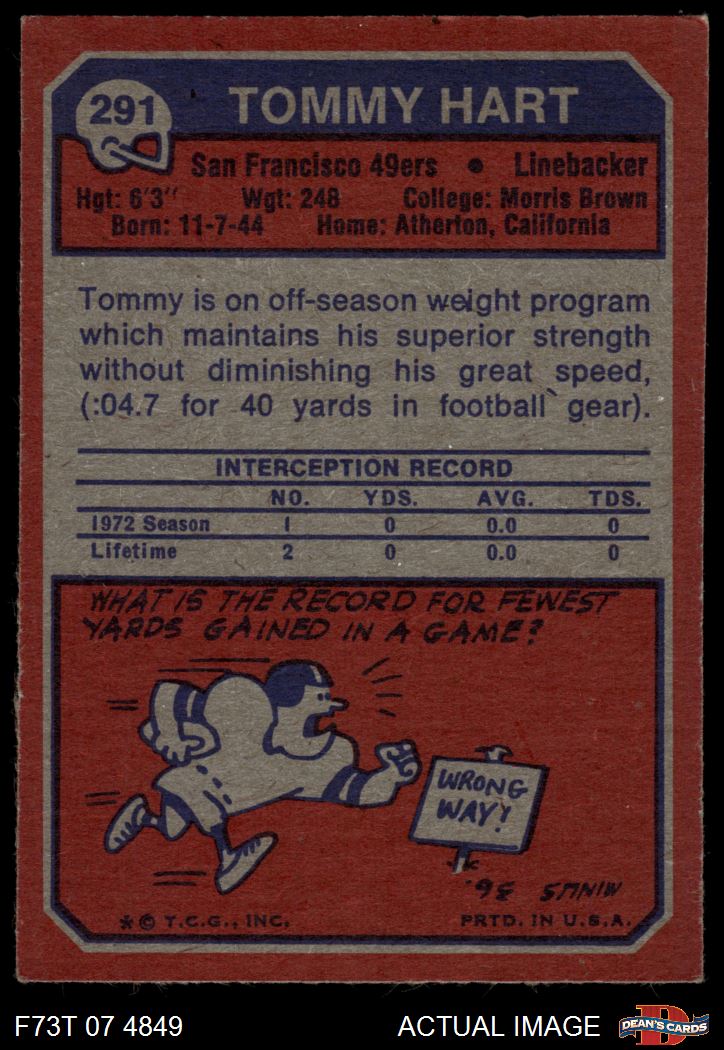 291
TOMMY HART
San Francisco 49ers • Linebacker
Hgt: 6'3" Wgt: 248 College: Morris Brown
Born: 11-7-44 Home: Atherton, California
Tommy is on off-season weight program
which maintains his superior strength
without diminishing his great speed,
(:04.7 for 40 yards in football gear).
INTERCEPTION RECORD
NO. YDS. AVG. TDS.
1972 Season 1 0 0.0 0
Lifetime 2 0 0.0 0
WHAT IS THE RECORD FOR FEWEST
YARDS GAINED IN A GAME?
WRONG
WAY!
MINUS 36.
* © T.C.G., INC. PRTD. IN U.S.A.
F73T 07 4849 ACTUAL IMAGE
D
DEAN'S CARDS